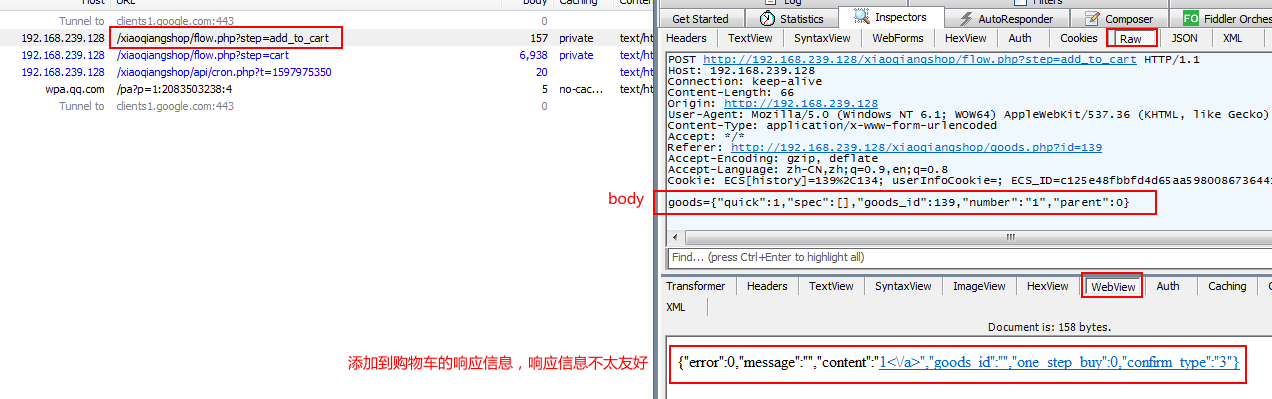 Host URL Body Caching Conten
Tunnel to clients1.google.com:443 0
192.168.239.128 /xiaoqiangshop/flow.php?step=add_to_cart 157 private text/ht
192.168.239.128 /xiaoqiangshop/flow.php?step=cart 6,938 private text/ht
192.168.239.128 /xiaoqiangshop/api/cron.php?t=1597975350 20 text/ht
wpa.qq.com /pa?p=1:2083503238:4 5 no-cac... text/ht
Tunnel to clients1.google.com:443 0
Log Filters
Get Started Statistics Inspectors AutoResponder Composer FO Fiddler Orches
Headers TextView SyntaxView WebForms HexView Auth Cookies Raw JSON XML
POST http://192.168.239.128/xiaoqiangshop/flow.php?step=add_to_cart HTTP/1.1
Host: 192.168.239.128
Connection: keep-alive
Content-Length: 66
Origin: http://192.168.239.128
User-Agent: Mozilla/5.0 (Windows NT 6.1; WOW64) AppleWebKit/537.36 (KHTML, like Gecko)
Content-Type: application/x-www-form-urlencoded
Accept: */*
Referer: http://192.168.239.128/xiaoqiangshop/goods.php?id=139
Accept-Encoding: gzip, deflate
Accept-Language: zh-CN,zh;q=0.9,en;q=0.8
Cookie: ECS[history]=139%2C134; userInfoCookie=; ECS_ID=c125e48fbbfd4d65aa5980086736441
body
goods={"quick":1,"spec":[],"goods_id":139,"number":"1","parent":0}
Find... (press Ctrl+Enter to highlight all)
Transformer Headers TextView SyntaxView ImageView HexView WebView Auth Caching
XML
Document is: 158 bytes.
添加到购物车的响应信息，响应信息不太友好
{"error":0,"message":"","content":"1<\/a>","goods_id":"","one_step_buy":0,"confirm_type":"3"}